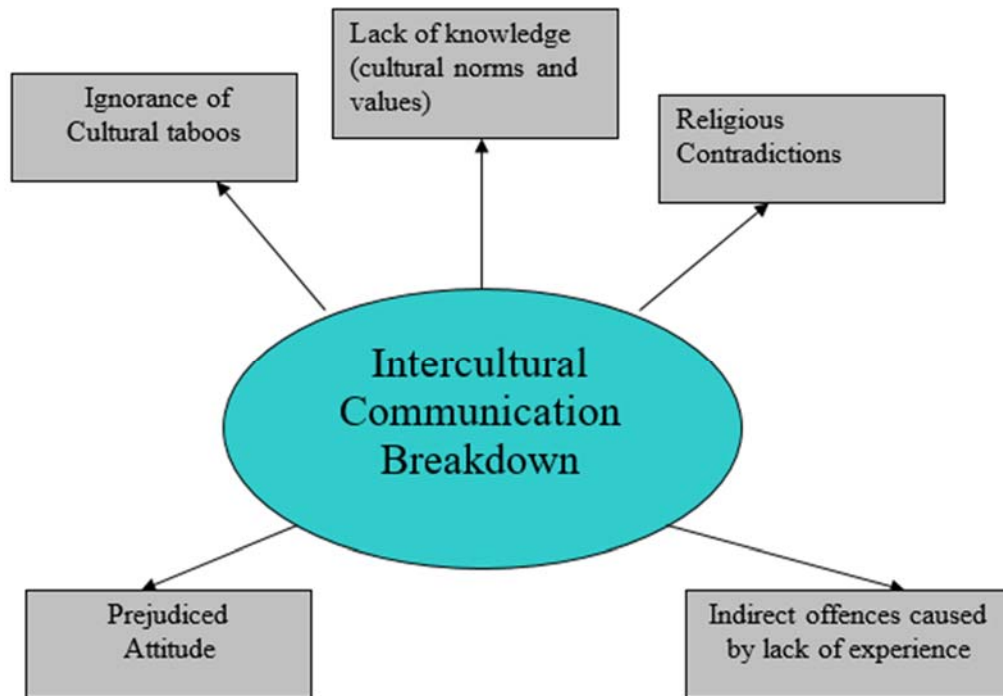 Lack of knowledge
(cultural norms and
values)
Ignorance of
Cultural taboos
Religious
Contradictions
Intercultural
Communication
Breakdown
Prejudiced
Attitude
Indirect offences caused
by lack of experience